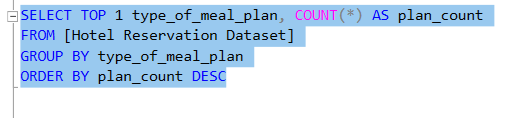 SELECT TOP 1 type_of_meal_plan, COUNT(*) AS plan_count
FROM [Hotel Reservation Dataset]
GROUP BY type_of_meal_plan
ORDER BY plan_count DESC